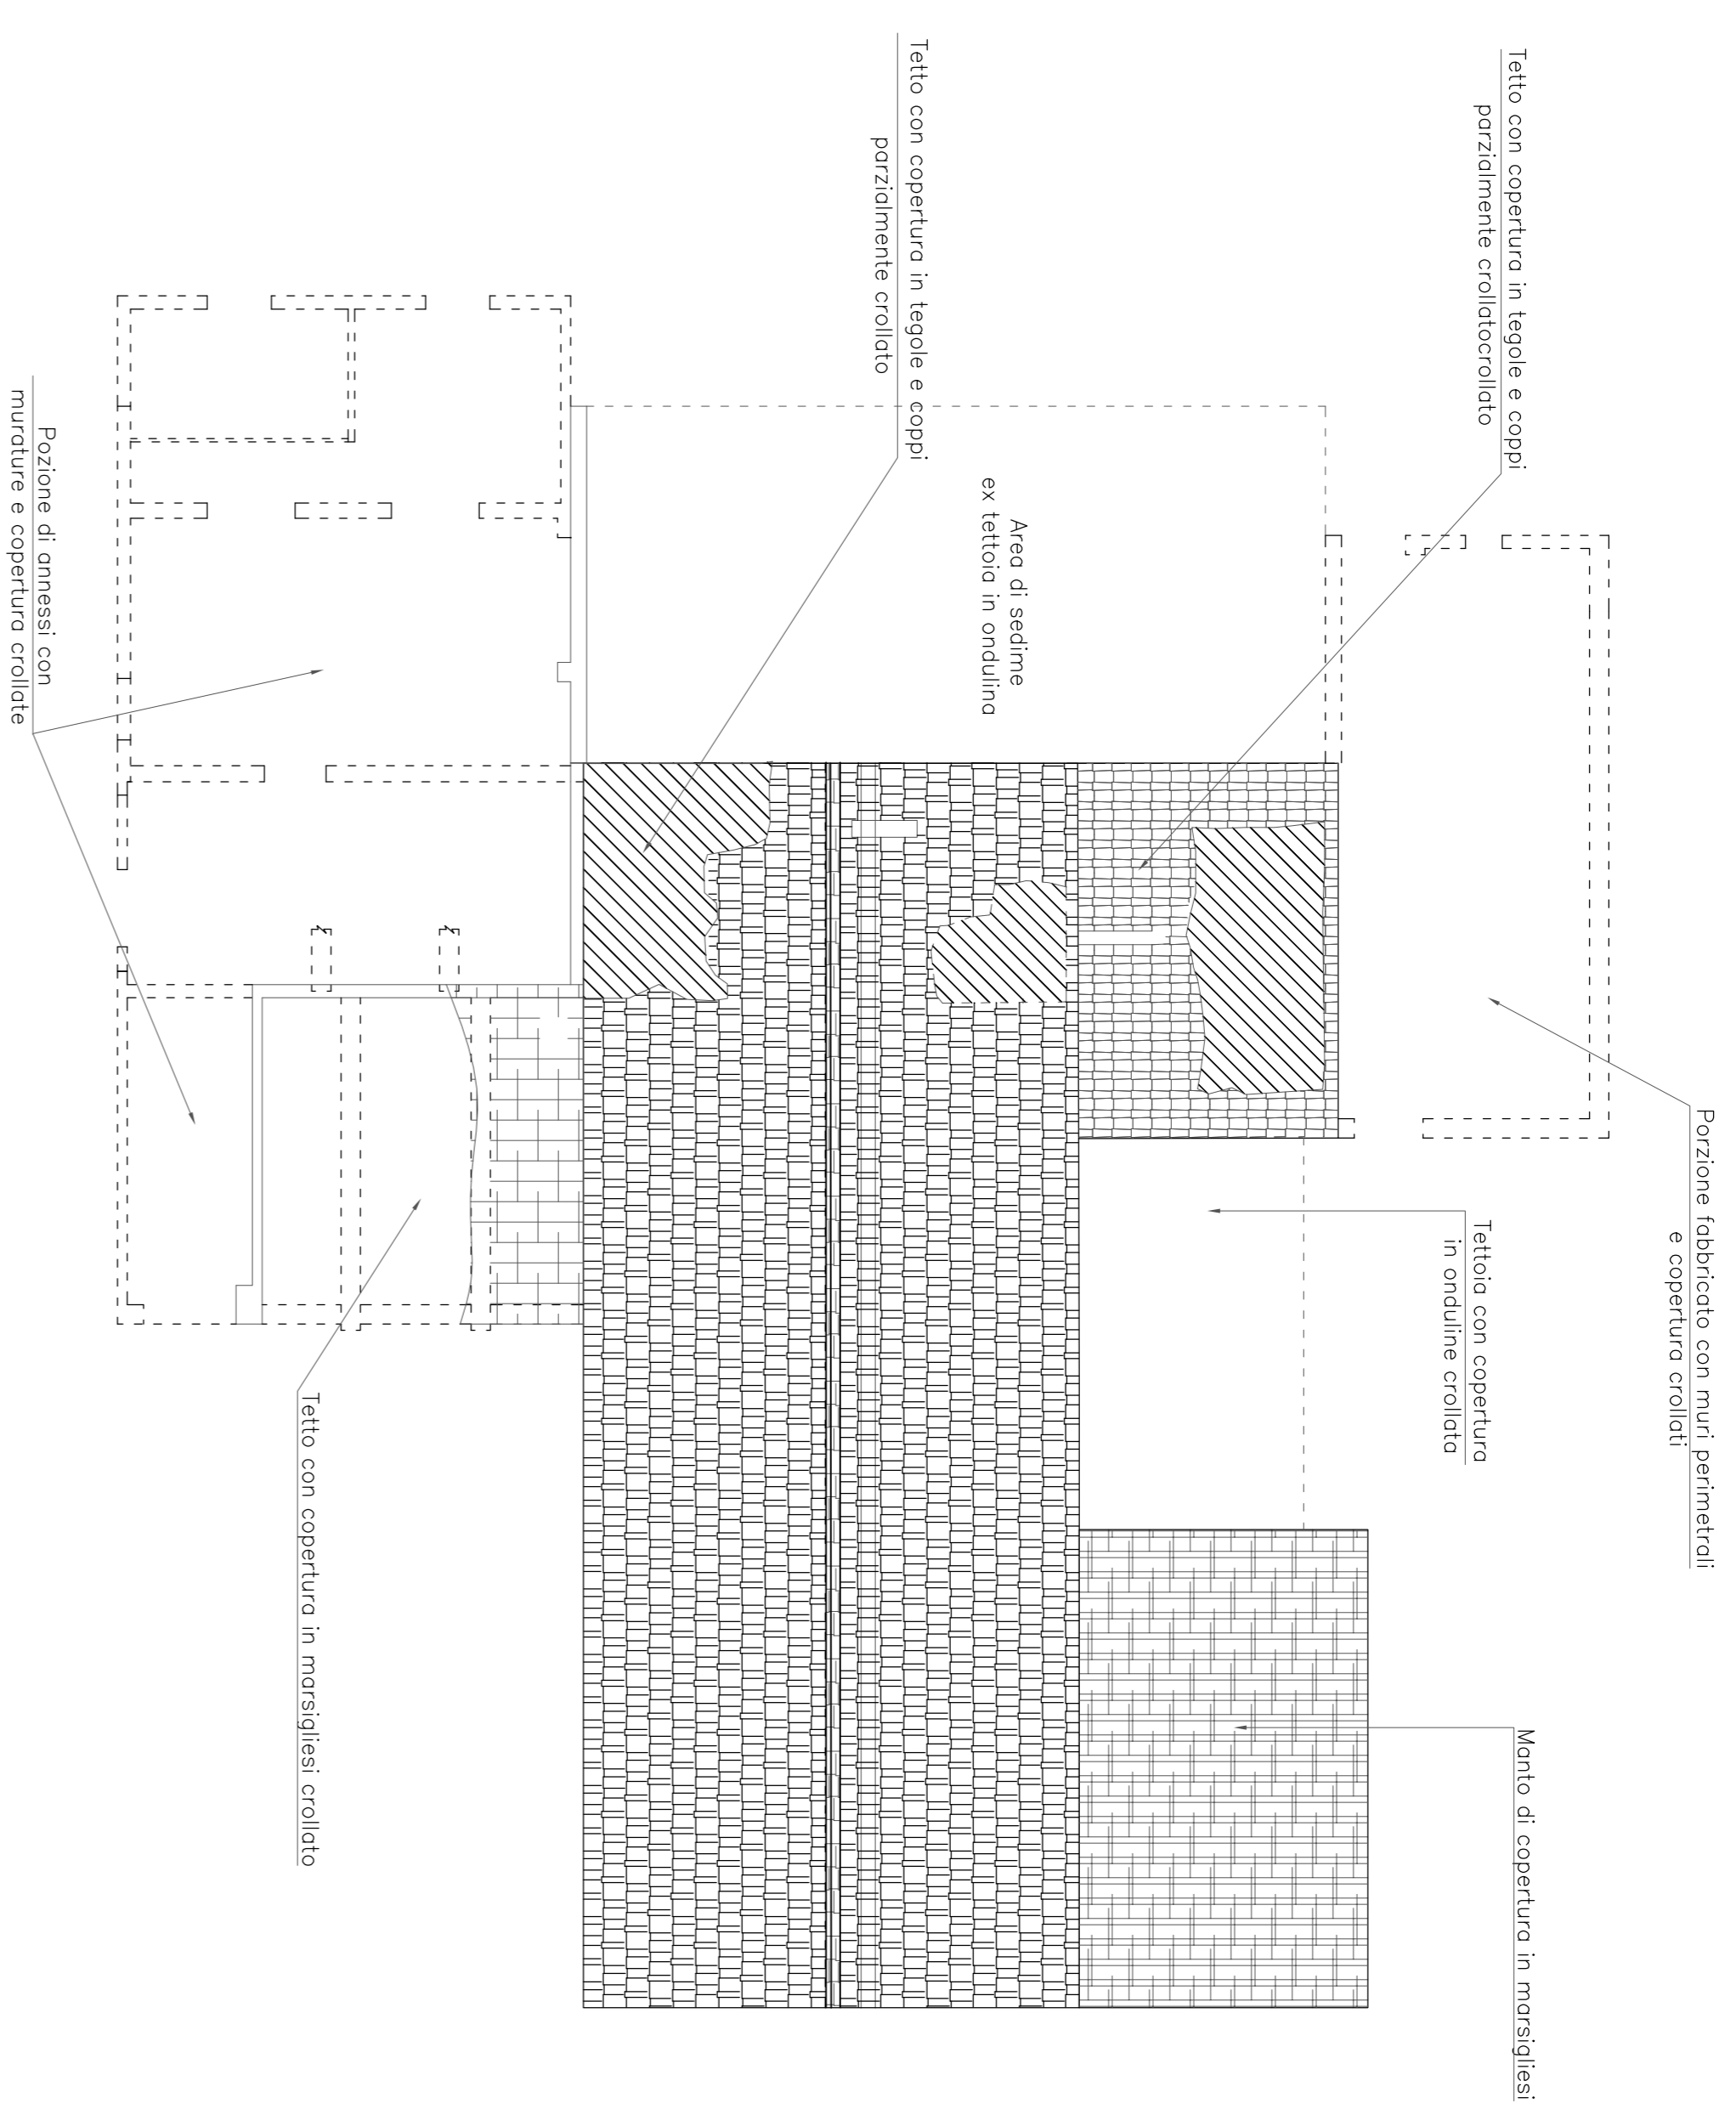 Tetto con copertura in tegole e coppi
parzialmente crollatocrollato
Tetto con copertura in tegole e coppi
parzialmente crollato
Area di sedime
ex tettoia in ondulina
Pozione di annessi con
murature e copertura crollate
Porzione fabbricato con muri perimetrali
e copertura crollati
Tettoia con copertura
in onduline crollata
Tetto con copertura in marsigliesi crollato
Manto di copertura in marsigliesi